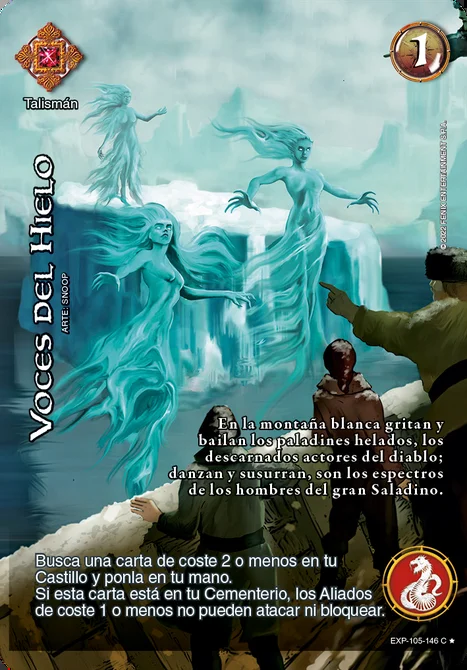 1
Talismán
Voces del Hielo
ARTE: SNOOP
© 2022 FENIX ENTERTAINMENT S.R.L.
En la montaña blanca gritan y
bailan los paladines helados, los
descarnados actores del diablo;
danzan y susurran, son los espectros
de los hombres del gran Saladino.
Busca una carta de coste 2 o menos en tu
Castillo y ponla en tu mano.
Si esta carta está en tu Cementerio, los Aliados
de coste 1 o menos no pueden atacar ni bloquear.
EXP-105-146 C ★